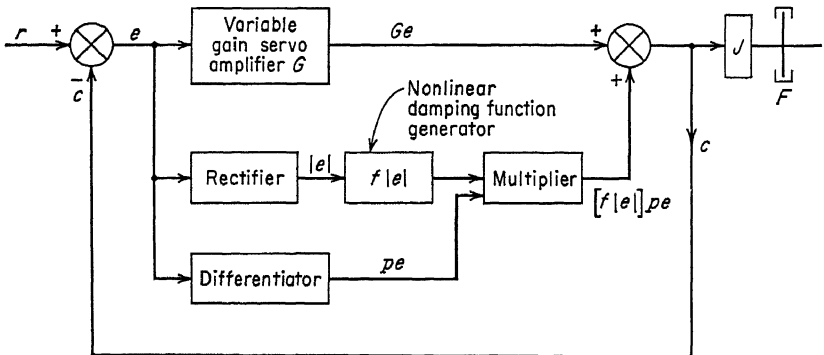 r
+
−
c
e
Variable
gain servo
amplifier G
Ge
+
+
J
F
c
Nonlinear
damping function
generator
Rectifier
|e|
f|e|
Multiplier
[f|e|]pe
Differentiator
pe